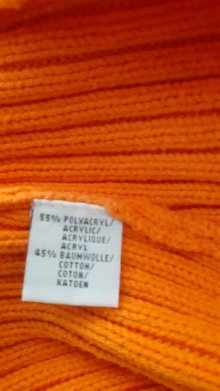 55% POLYACRYL/
ACRYLIC/
ACRYLIQUE/
ACRYL
45% BAUMWOLLE/
COTTON/
COTON/
KATOEN